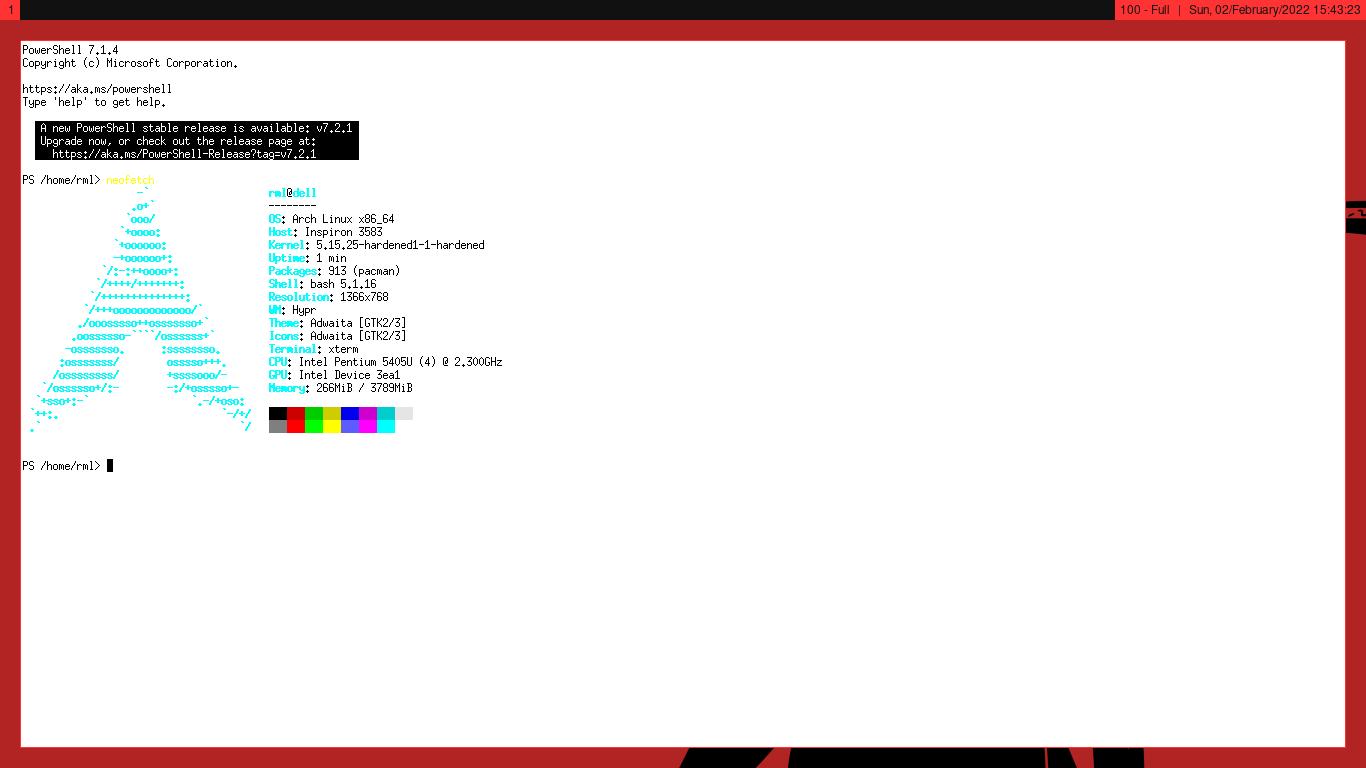 1
100 - Full | Sun, 02/February/2022 15:43:23
PowerShell 7.1.4
Copyright (c) Microsoft Corporation.
https://aka.ms/powershell
Type 'help' to get help.
A new PowerShell stable release is available: v7.2.1
Upgrade now, or check out the release page at:
https://aka.ms/PowerShell-Release?tag=v7.2.1
PS /home/rml> neofetch
rml@dell
--------
OS: Arch Linux x86_64
Host: Inspiron 3583
Kernel: 5.15.25-hardened1-1-hardened
Uptime: 1 min
Packages: 913 (pacman)
Shell: bash 5.1.16
Resolution: 1366x768
WM: Hypr
Theme: Adwaita [GTK2/3]
Icons: Adwaita [GTK2/3]
Terminal: xterm
CPU: Intel Pentium 5405U (4) @ 2.300GHz
GPU: Intel Device 3ea1
Memory: 266MiB / 3789MiB
PS /home/rml>